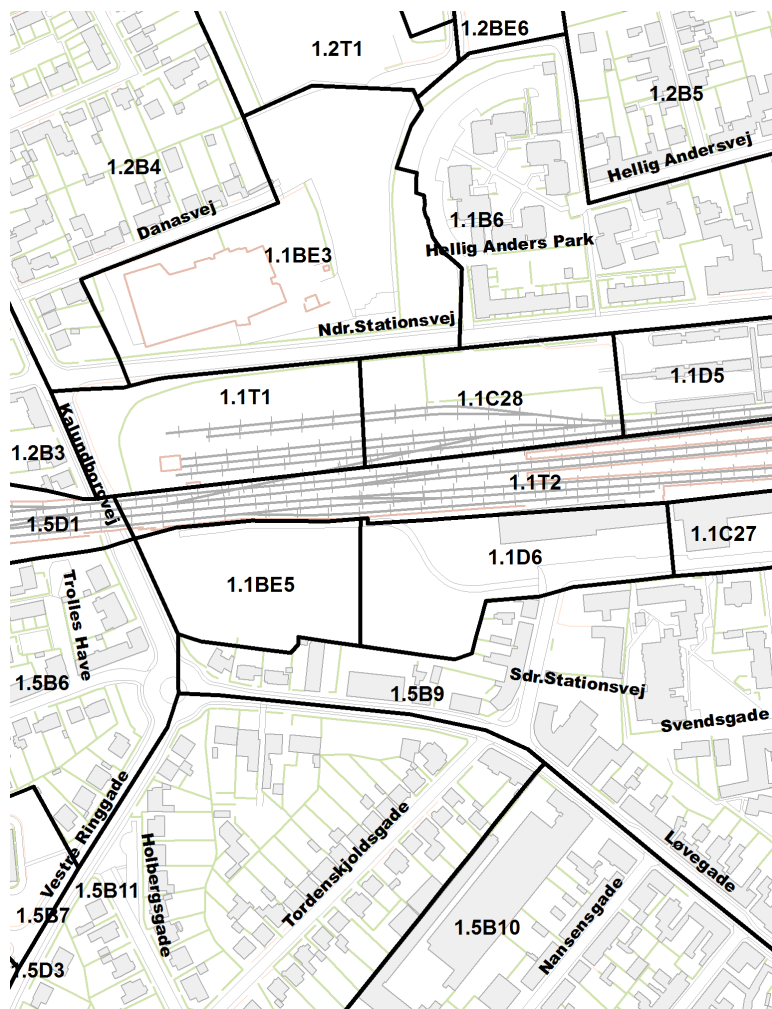 1.2BE6
1.2T1
1.2B5
Hellig Andersvej
1.2B4
Danasvej
1.1B6
Hellig Anders Park
1.1BE3
Ndr.Stationsvej
1.1D5
1.1T1
1.1C28
Kalundborgvej
1.2B3
1.1T2
1.5D1
1.1C27
1.1D6
1.1BE5
Trolles Have
1.5B6
Sdr.Stationsvej
1.5B9
Svendsgade
Vestre Ringgade
Holbergsgade
Tordenskjoldsgade
Løvegade
1.5B11
1.5B7
1.5B10
Nansensgade
1.5D3